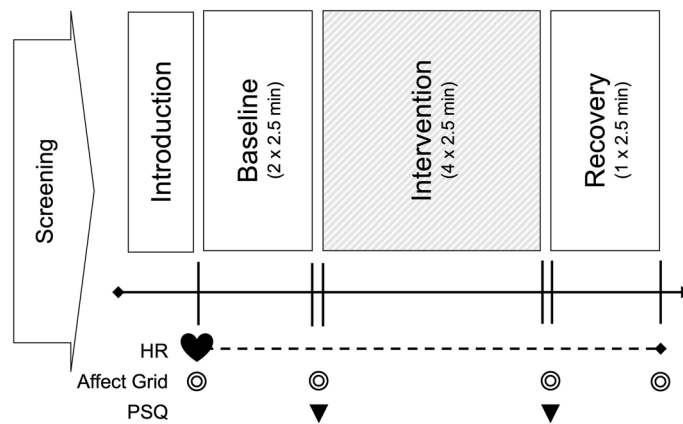 Screening
Introduction
Baseline
(2 x 2.5 min)
Intervention
(4 x 2.5 min)
Recovery
(1 x 2.5 min)
HR
Affect Grid
PSQ